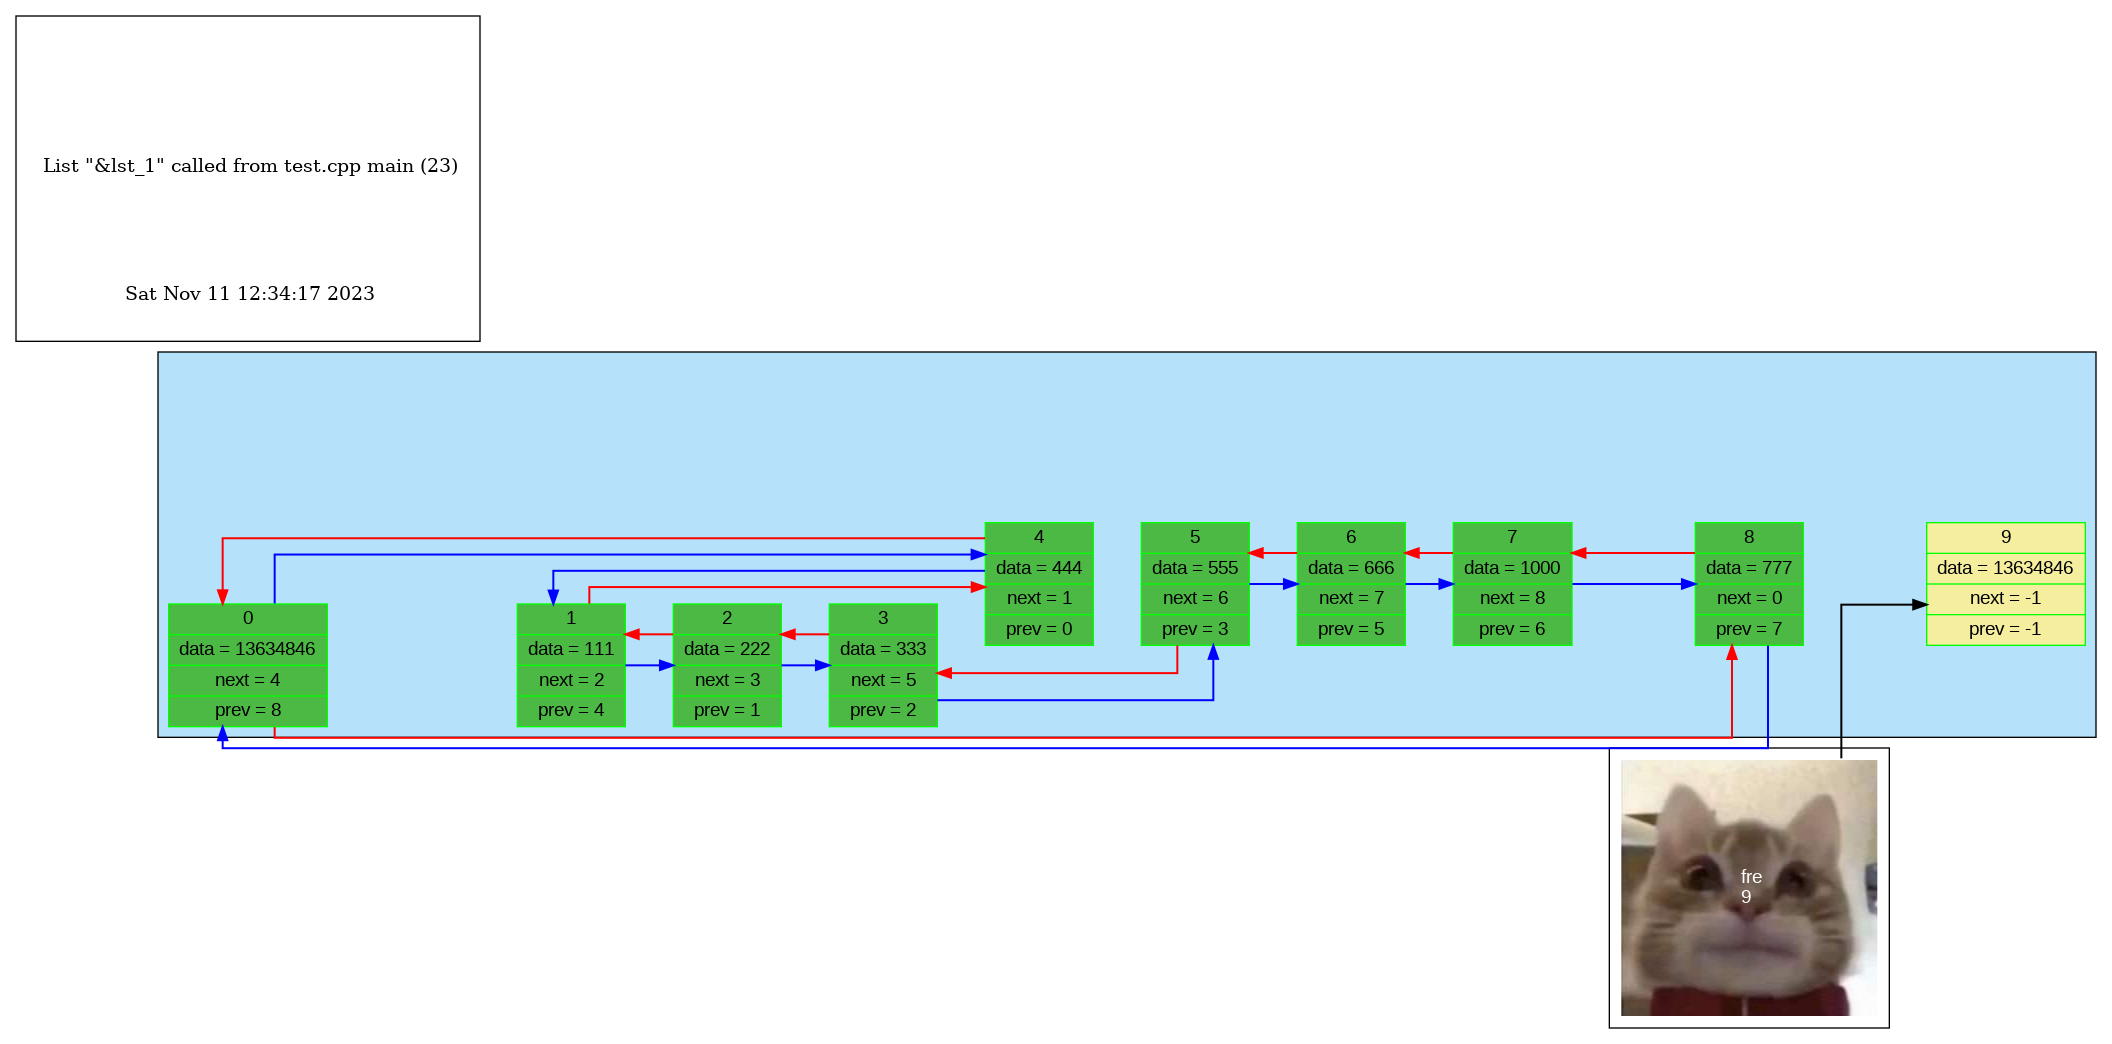 List "&lst_1" called from test.cpp main (23)
Sat Nov 11 12:34:17 2023
0
data = 13634846
next = 4
prev = 8
1
data = 111
next = 2
prev = 4
2
data = 222
next = 3
prev = 1
3
data = 333
next = 5
prev = 2
4
data = 444
next = 1
prev = 0
5
data = 555
next = 6
prev = 3
6
data = 666
next = 7
prev = 5
7
data = 1000
next = 8
prev = 6
8
data = 777
next = 0
prev = 7
9
data = 13634846
next = -1
prev = -1
fre
9